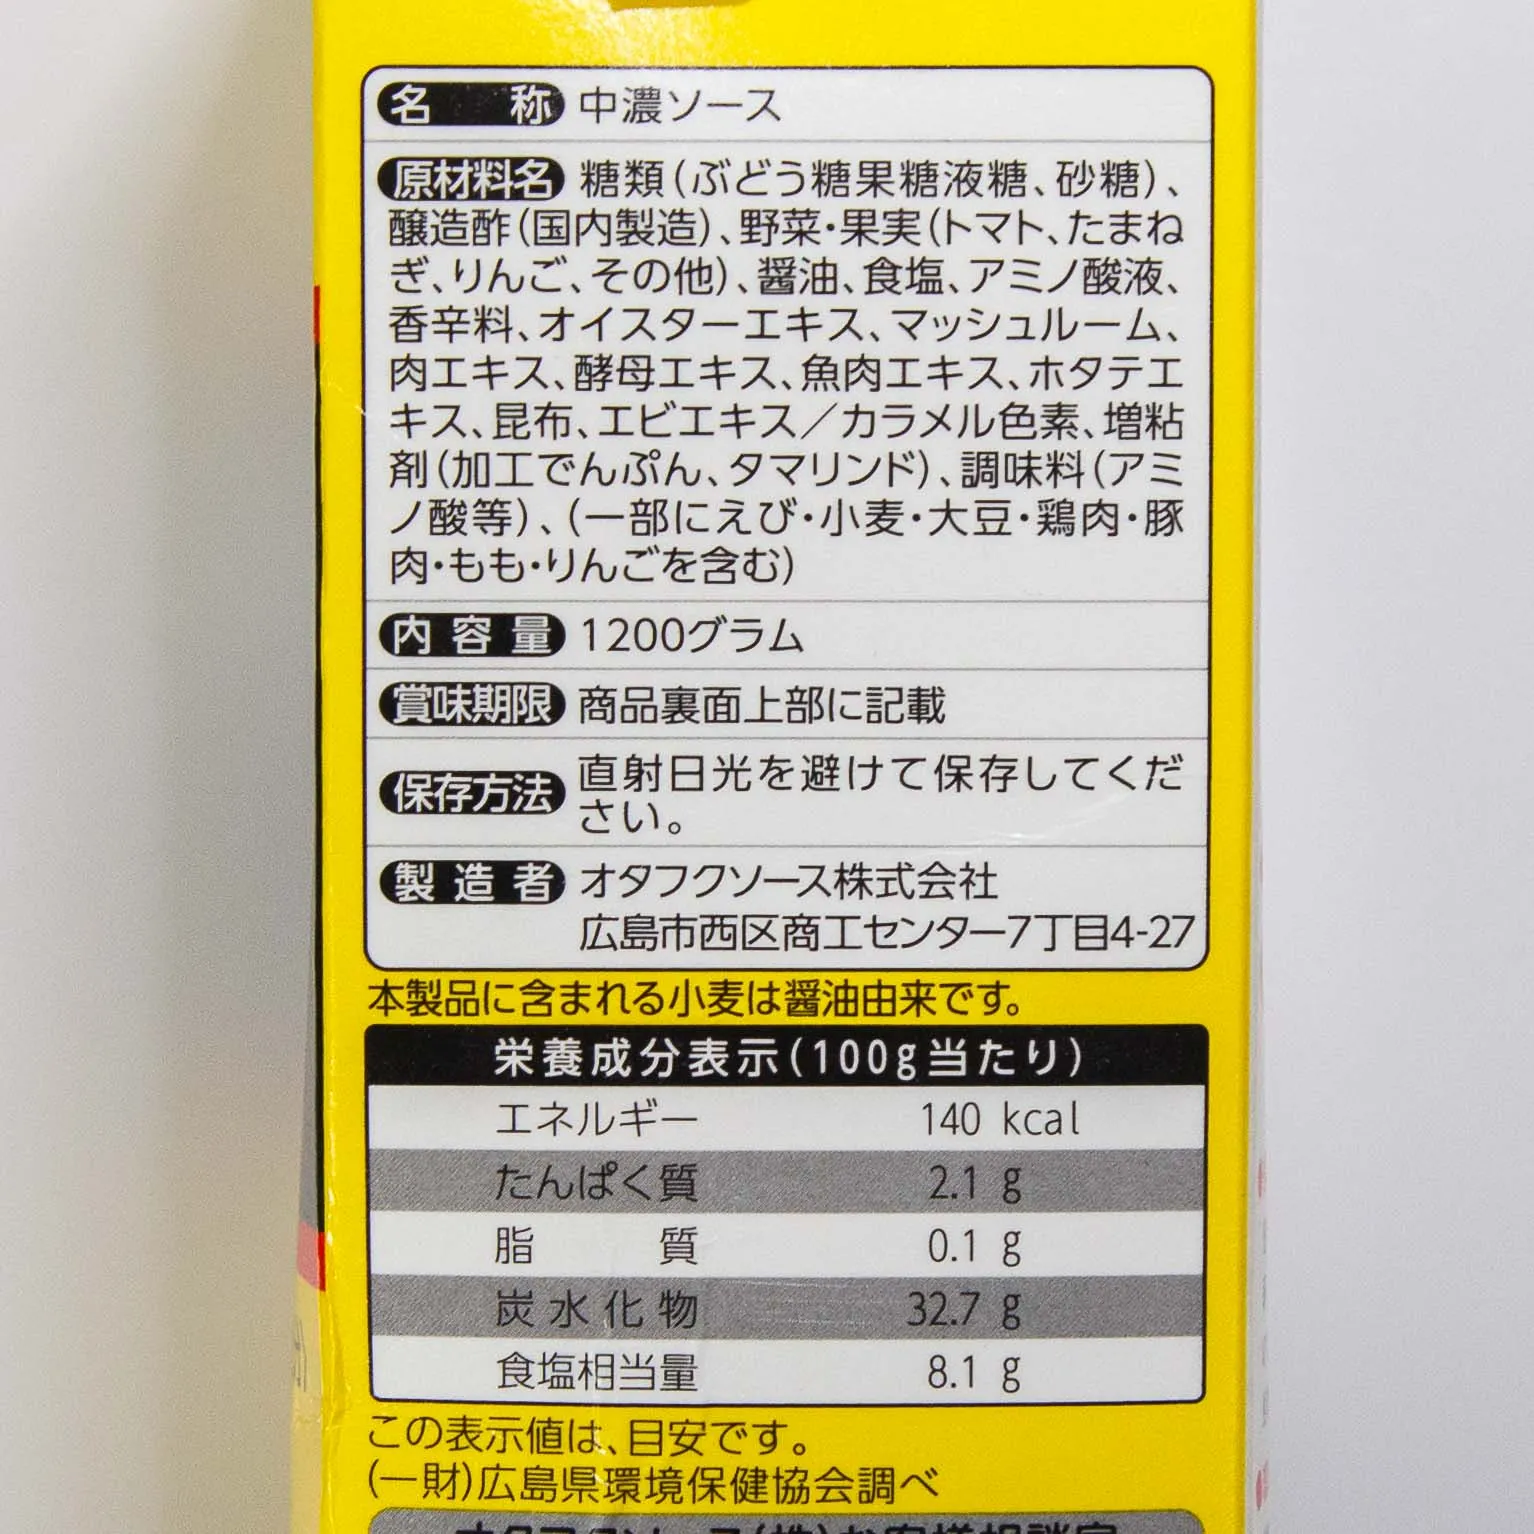 名称 中濃ソース
原材料名 糖類(ぶどう糖果糖液糖、砂糖)、
醸造酢(国内製造)、野菜・果実(トマト、たまね
ぎ、りんご、その他)、醤油、食塩、アミノ酸液、
香辛料、オイスターエキス、マッシュルーム、
肉エキス、酵母エキス、魚肉エキス、ホタテエ
キス、昆布、エビエキス／カラメル色素、増粘
剤(加工でんぷん、タマリンド)、調味料(アミ
ノ酸等)、(一部にえび・小麦・大豆・鶏肉・豚
肉・もも・りんごを含む)
内容量 1200グラム
賞味期限 商品裏面上部に記載
保存方法 直射日光を避けて保存してくだ
さい。
製造者 オタフクソース株式会社
広島市西区商工センター7丁目4-27
本製品に含まれる小麦は醤油由来です。
栄養成分表示(100g当たり)
エネルギー 140 kcal
たんぱく質 2.1 g
脂質 0.1 g
炭水化物 32.7 g
食塩相当量 8.1 g
この表示値は、目安です。
(一財)広島県環境保健協会調べ
オタフクソース(株)お客様相談室